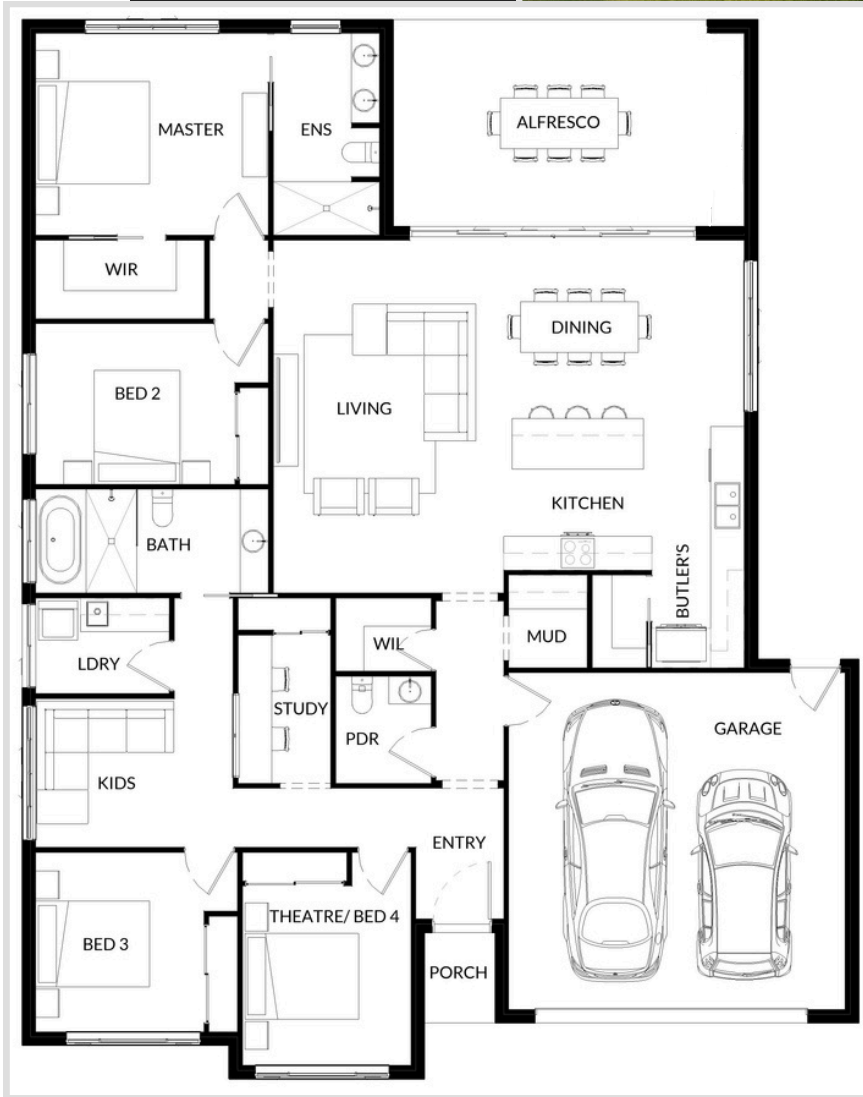 MASTER
ENS
ALFRESCO
WIR
DINING
BED 2
LIVING
KITCHEN
BATH
BUTLER'S
MUD
WIL
LDRY
STUDY
PDR
GARAGE
KIDS
ENTRY
THEATRE/ BED 4
BED 3
PORCH